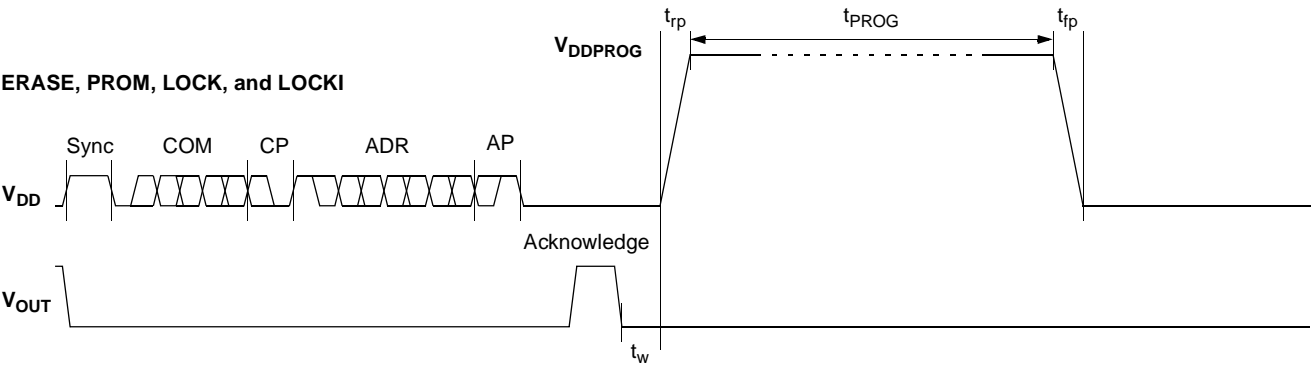 t_rp t_PROG t_fp
V_DDPROG
ERASE, PROM, LOCK, and LOCKI
Sync COM CP ADR AP
V_DD
Acknowledge
V_OUT
t_w